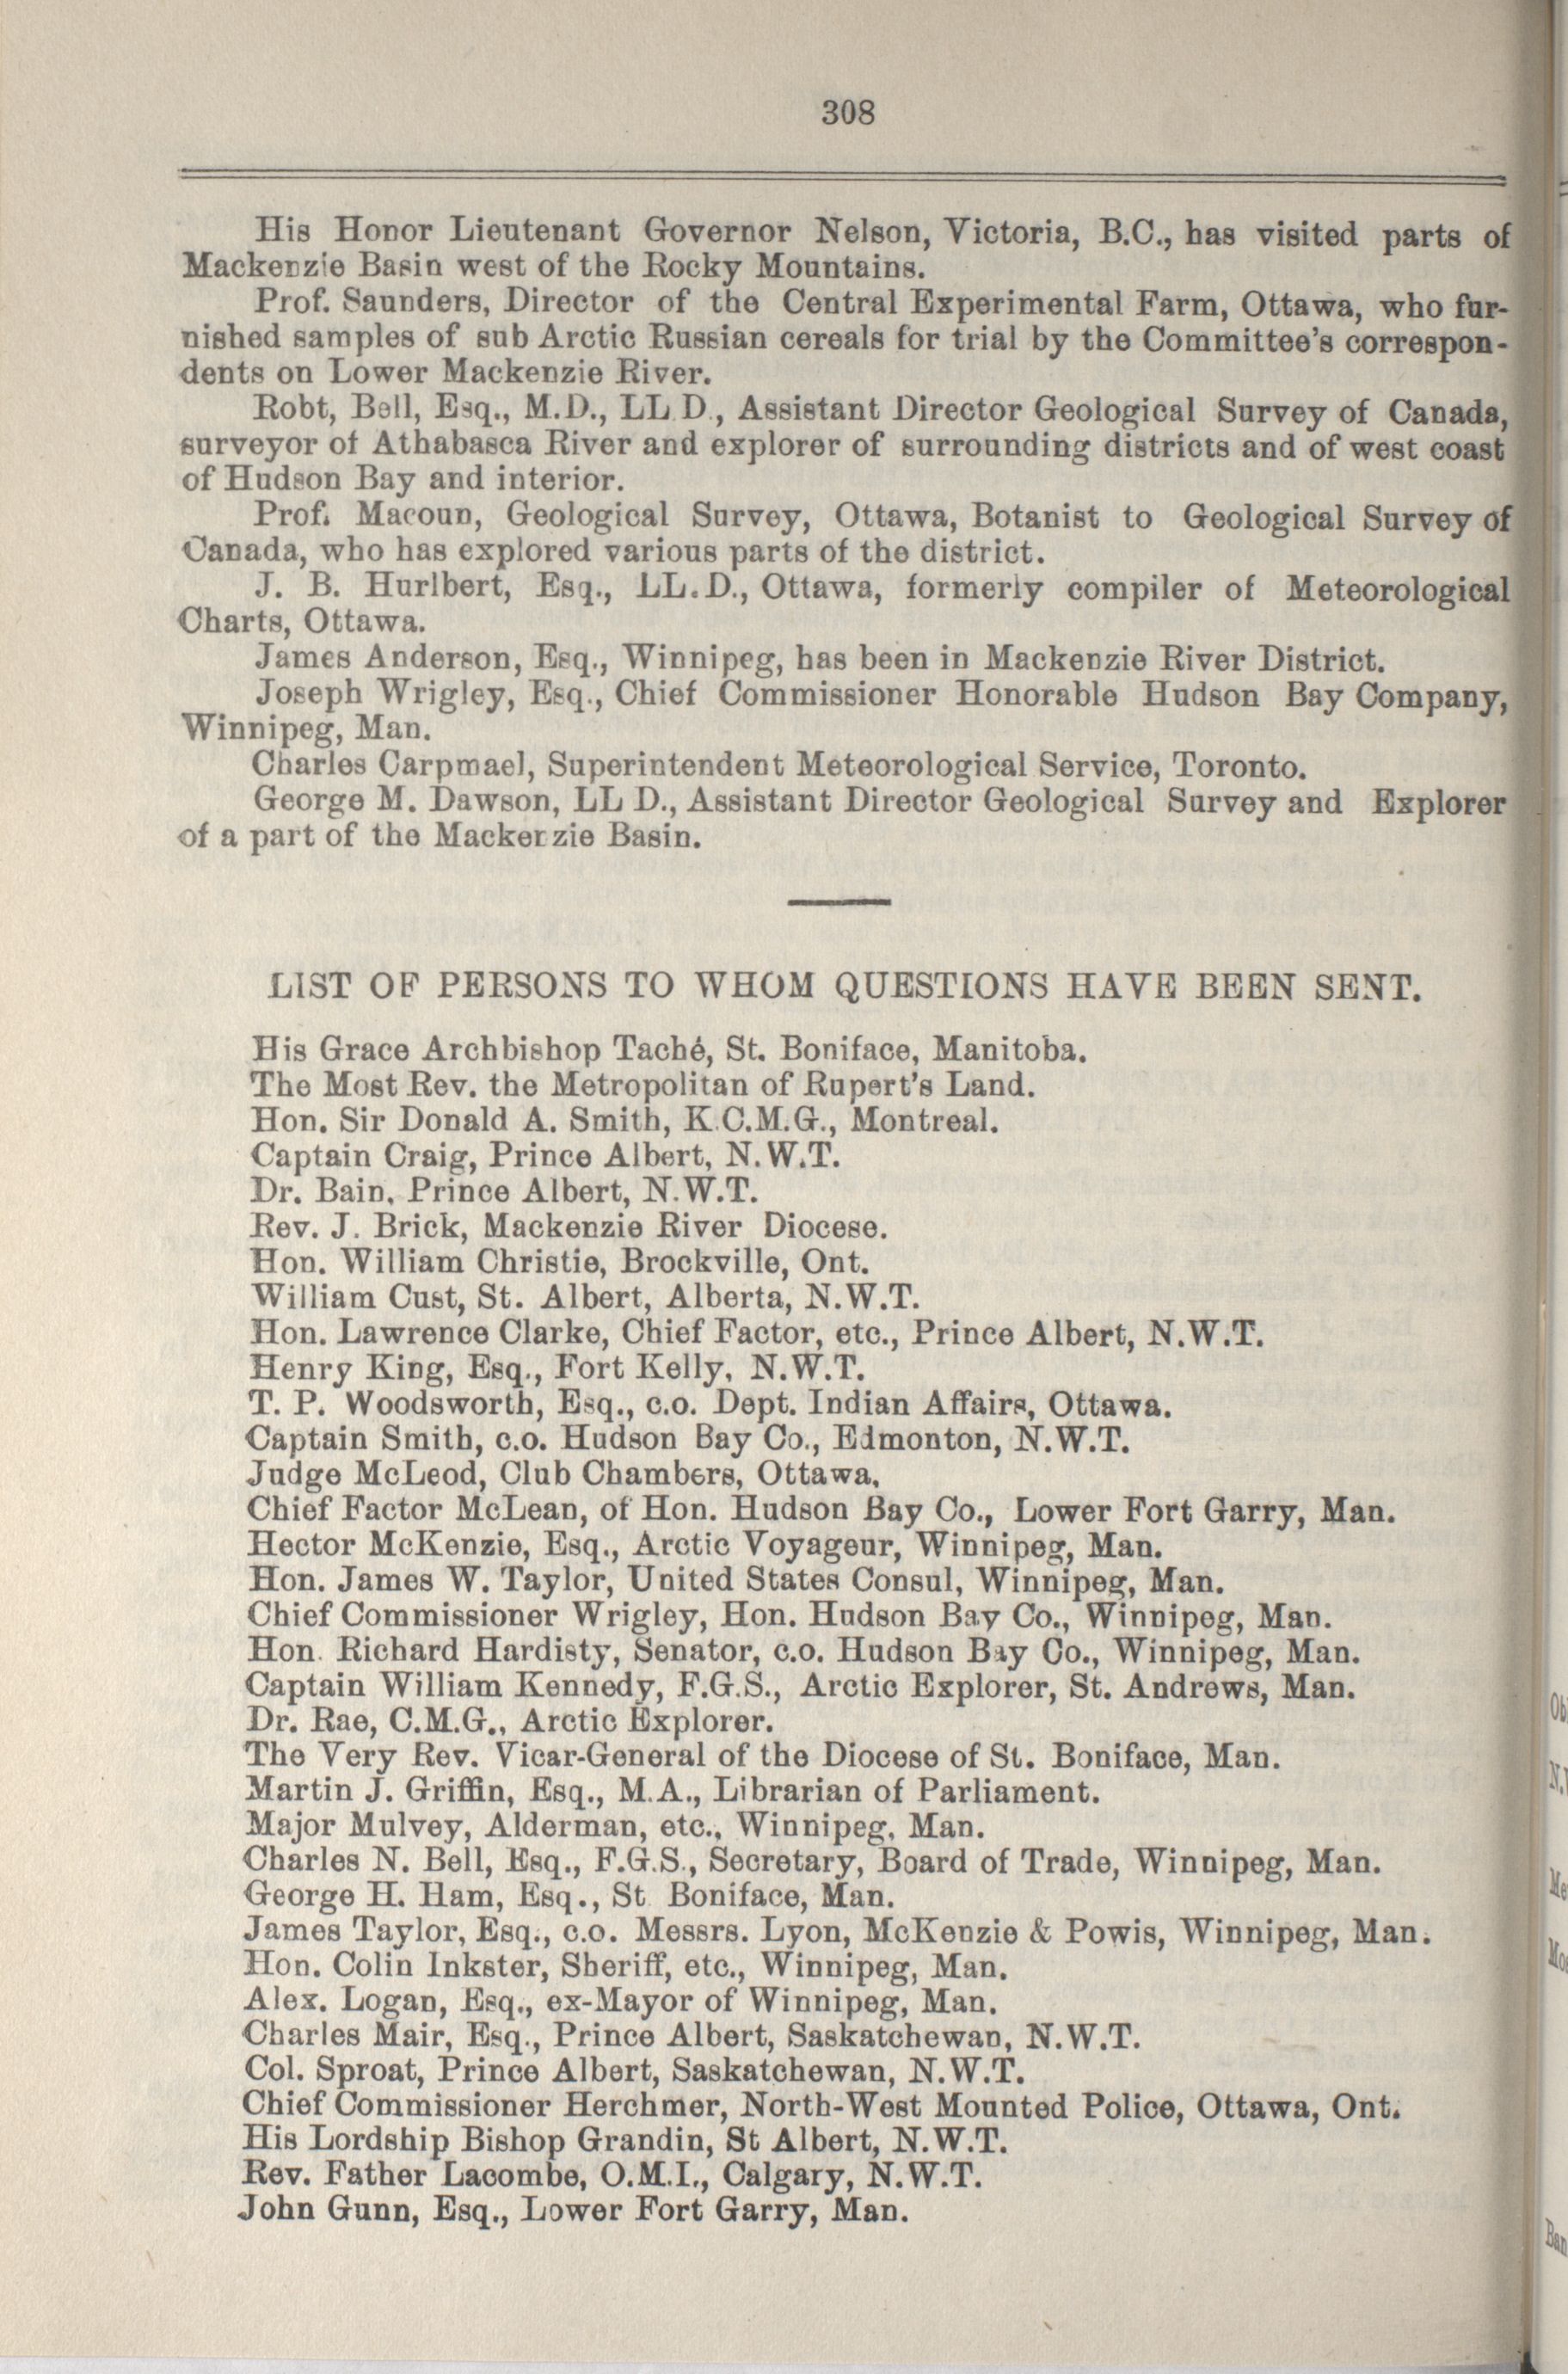 308
His Honor Lieutenant Governor Nelson, Victoria, B.C., has visited parts of
Mackenzie Basin west of the Rocky Mountains.
Prof. Saunders, Director of the Central Experimental Farm, Ottawa, who fur-
nished samples of sub Arctic Russian cereals for trial by the Committee's correspon-
dents on Lower Mackenzie River.
Robt, Bell, Esq., M.D., LL D., Assistant Director Geological Survey of Canada,
surveyor of Athabasca River and explorer of surrounding districts and of west coast
of Hudson Bay and interior.
Prof. Macoun, Geological Survey, Ottawa, Botanist to Geological Survey of
Canada, who has explored various parts of the district.
J. B. Hurlbert, Esq., LL.D., Ottawa, formerly compiler of Meteorological
Charts, Ottawa.
James Anderson, Esq., Winnipeg, has been in Mackenzie River District.
Joseph Wrigley, Esq., Chief Commissioner Honorable Hudson Bay Company,
Winnipeg, Man.
Charles Carpmael, Superintendent Meteorological Service, Toronto.
George M. Dawson, LL D., Assistant Director Geological Survey and Explorer
of a part of the Mackenzie Basin.
LIST OF PERSONS TO WHOM QUESTIONS HAVE BEEN SENT.
His Grace Archbishop Taché, St. Boniface, Manitoba.
The Most Rev. the Metropolitan of Rupert's Land.
Hon. Sir Donald A. Smith, K.C.M.G., Montreal.
Captain Craig, Prince Albert, N.W.T.
Dr. Bain, Prince Albert, N.W.T.
Rev. J. Brick, Mackenzie River Diocese.
Hon. William Christie, Brockville, Ont.
William Cust, St. Albert, Alberta, N.W.T.
Hon. Lawrence Clarke, Chief Factor, etc., Prince Albert, N.W.T.
Henry King, Esq., Fort Kelly, N.W.T.
T. P. Woodsworth, Esq., c.o. Dept. Indian Affairs, Ottawa.
Captain Smith, c.o. Hudson Bay Co., Edmonton, N.W.T.
Judge McLeod, Club Chambers, Ottawa,
Chief Factor McLean, of Hon. Hudson Bay Co., Lower Fort Garry, Man.
Hector McKenzie, Esq., Arctic Voyageur, Winnipeg, Man.
Hon. James W. Taylor, United States Consul, Winnipeg, Man.
Chief Commissioner Wrigley, Hon. Hudson Bay Co., Winnipeg, Man.
Hon. Richard Hardisty, Senator, c.o. Hudson Bay Co., Winnipeg, Man.
Captain William Kennedy, F.G.S., Arctic Explorer, St. Andrews, Man.
Dr. Rae, C.M.G., Arctic Explorer.
The Very Rev. Vicar-General of the Diocese of St. Boniface, Man.
Martin J. Griffin, Esq., M.A., Librarian of Parliament.
Major Mulvey, Alderman, etc., Winnipeg, Man.
Charles N. Bell, Esq., F.G.S., Secretary, Board of Trade, Winnipeg, Man.
George H. Ham, Esq., St Boniface, Man.
James Taylor, Esq., c.o. Messrs. Lyon, McKenzie & Powis, Winnipeg, Man.
Hon. Colin Inkster, Sheriff, etc., Winnipeg, Man.
Alex. Logan, Esq., ex-Mayor of Winnipeg, Man.
Charles Mair, Esq., Prince Albert, Saskatchewan, N.W.T.
Col. Sproat, Prince Albert, Saskatchewan, N.W.T.
Chief Commissioner Herchmer, North-West Mounted Police, Ottawa, Ont.
His Lordship Bishop Grandin, St Albert, N.W.T.
Rev. Father Lacombe, O.M.I., Calgary, N.W.T.
John Gunn, Esq., Lower Fort Garry, Man.